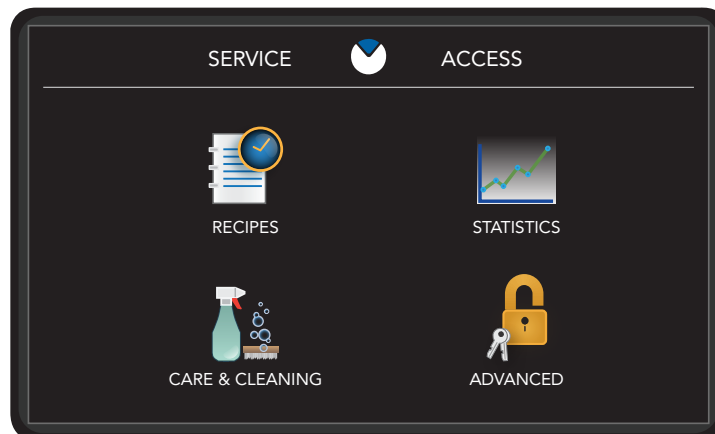 SERVICE ACCESS
RECIPES STATISTICS
CARE & CLEANING ADVANCED